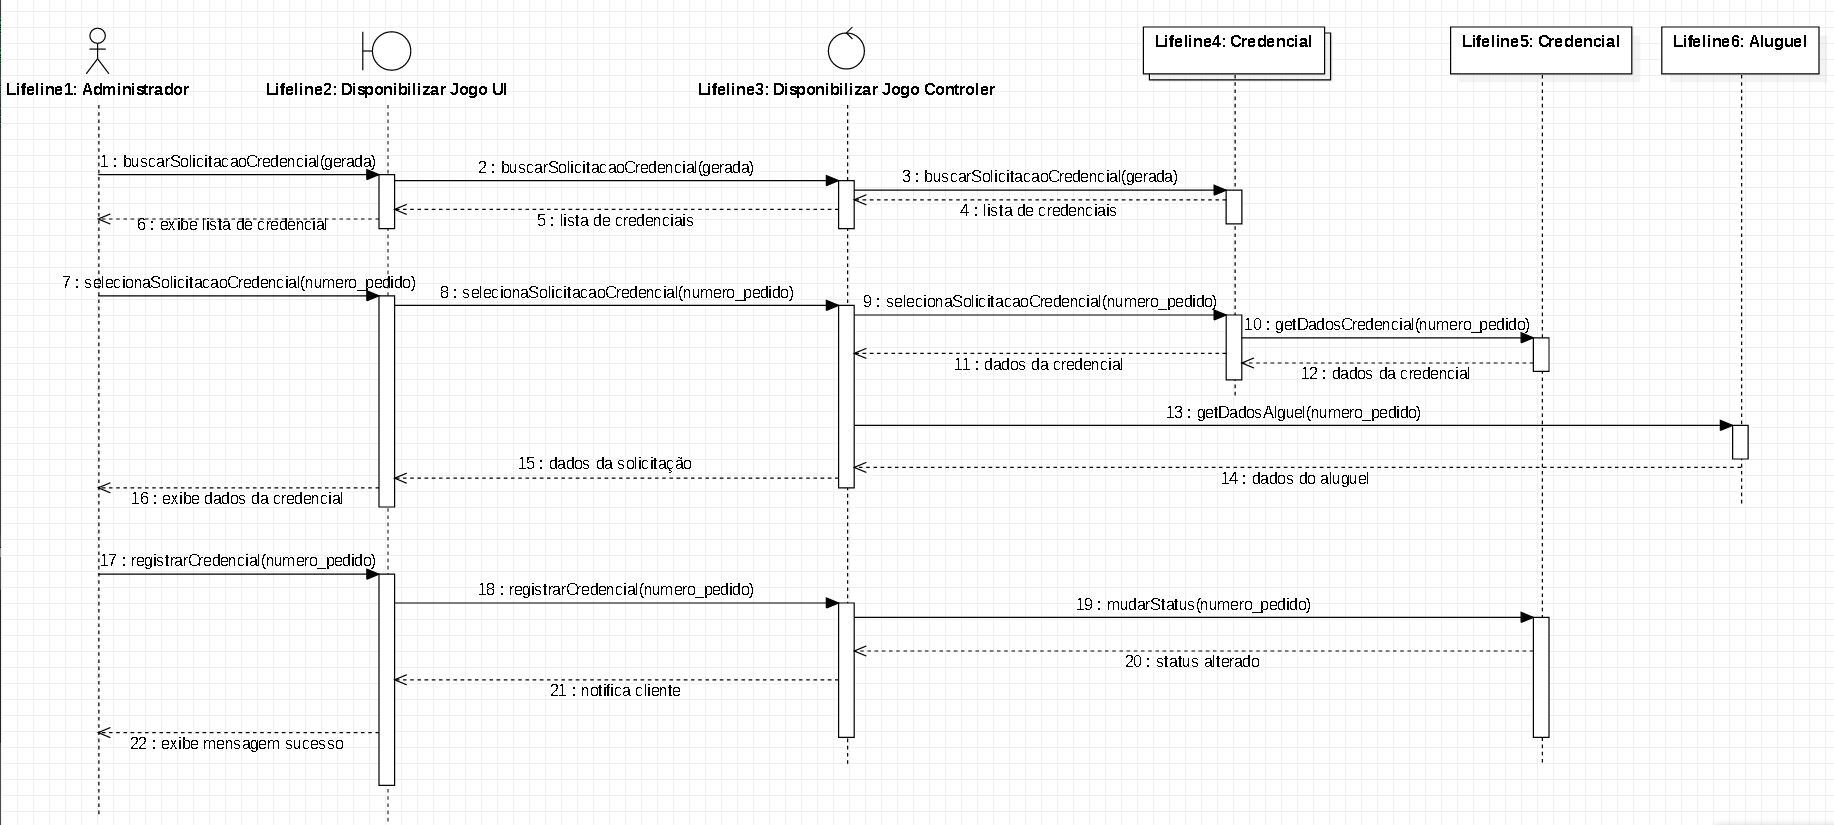 Lifeline1: Administrador
Lifeline2: Disponibilizar Jogo UI
Lifeline3: Disponibilizar Jogo Controler
Lifeline4: Credencial
Lifeline5: Credencial
Lifeline6: Aluguel
1 : buscarSolicitacaoCredencial(gerada)
2 : buscarSolicitacaoCredencial(gerada)
3 : buscarSolicitacaoCredencial(gerada)
4 : lista de credenciais
5 : lista de credenciais
6 : exibe lista de credencial
7 : selecionaSolicitacaoCredencial(numero_pedido)
8 : selecionaSolicitacaoCredencial(numero_pedido)
9 : selecionaSolicitacaoCredencial(numero_pedido)
10 : getDadosCredencial(numero_pedido)
11 : dados da credencial
12 : dados da credencial
13 : getDadosAlguel(numero_pedido)
14 : dados do aluguel
15 : dados da solicitação
16 : exibe dados da credencial
17 : registrarCredencial(numero_pedido)
18 : registrarCredencial(numero_pedido)
19 : mudarStatus(numero_pedido)
20 : status alterado
21 : notifica cliente
22 : exibe mensagem sucesso